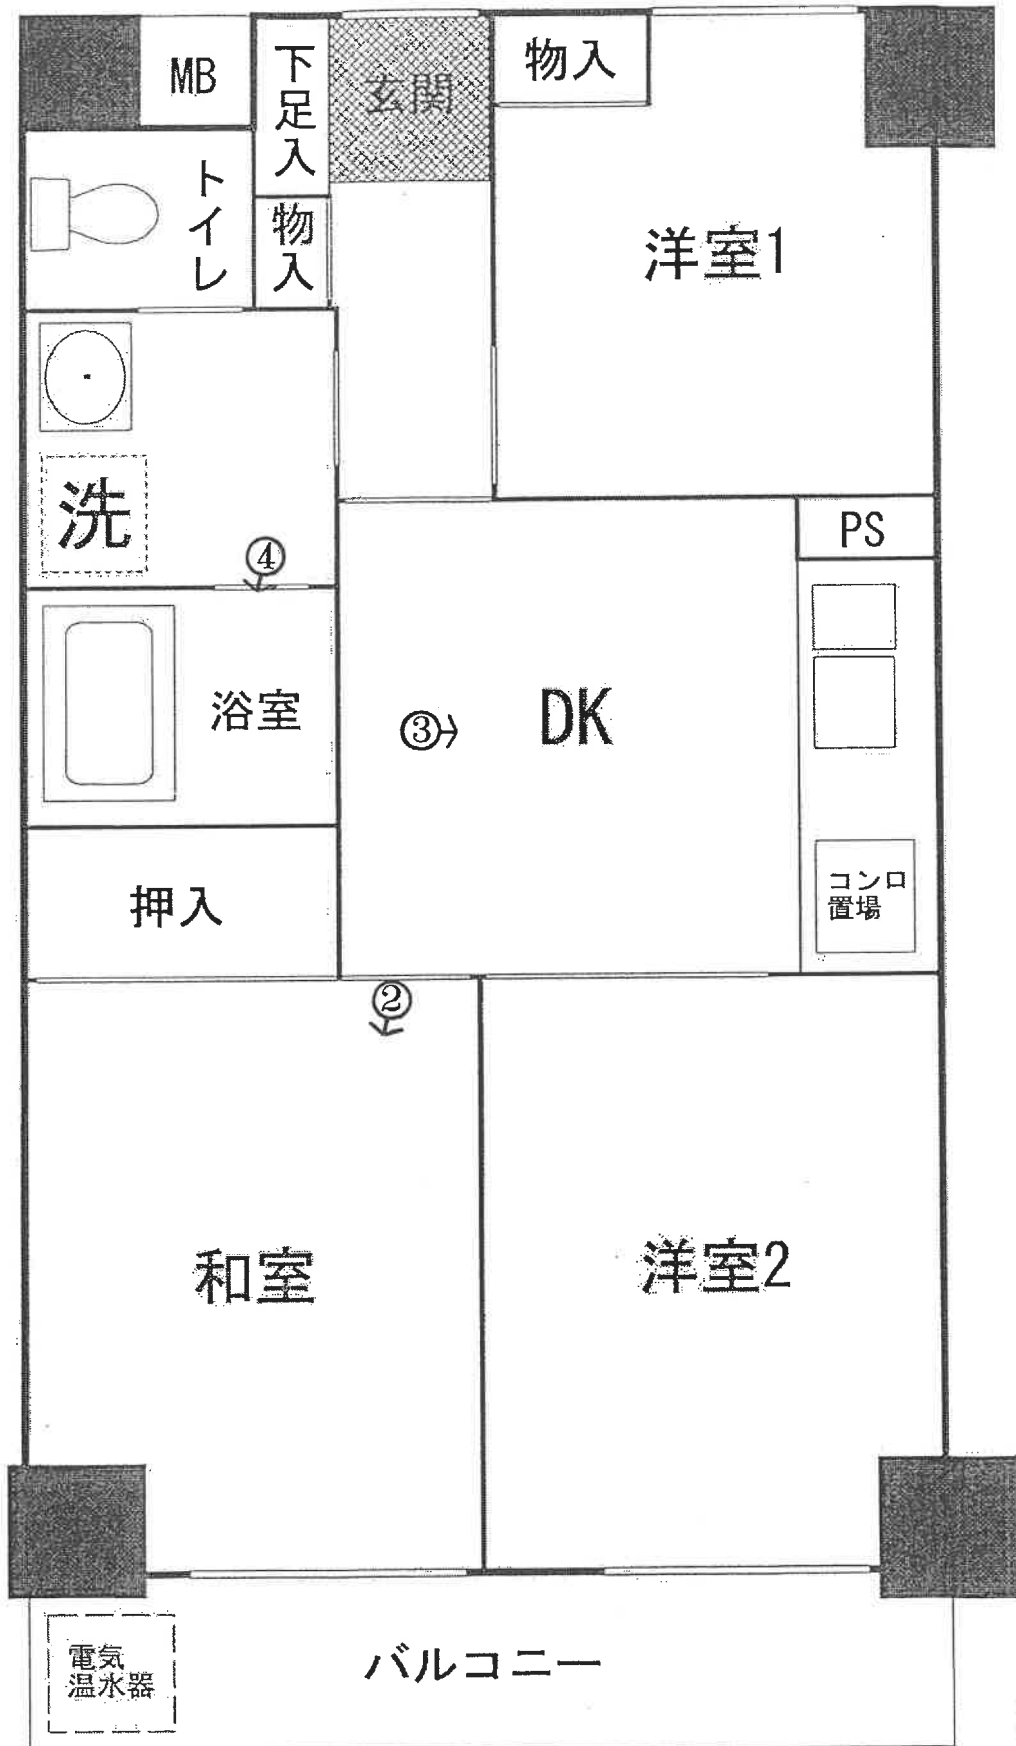 MB
下足入
玄関
物入
トイレ
物入
洋室1
洗
④
PS
浴室
③
DK
コンロ
置場
押入
②
和室
洋室2
電気
温水器
バルコニー